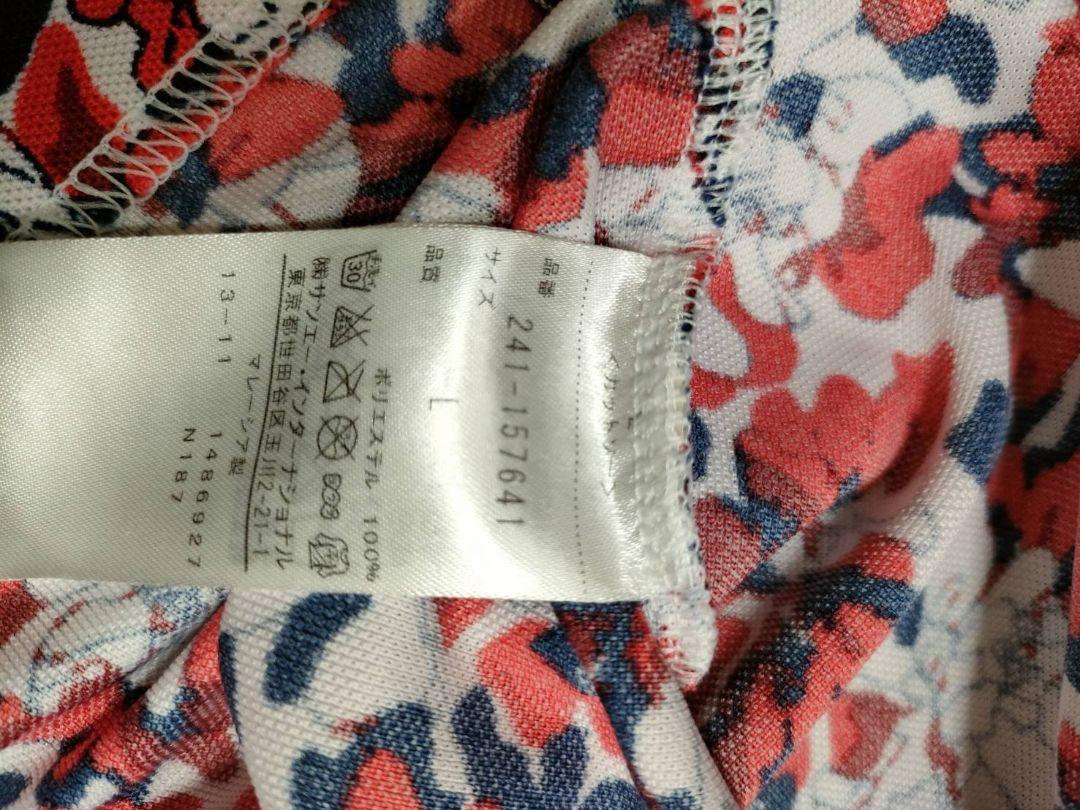 品番 241-157641
サイズ L
品質
ポリエステル 100%
30
㈱サンエー・インターナショナル
東京都世田谷区玉川2-21-1
マレーシア製
13-11 1486927
N187